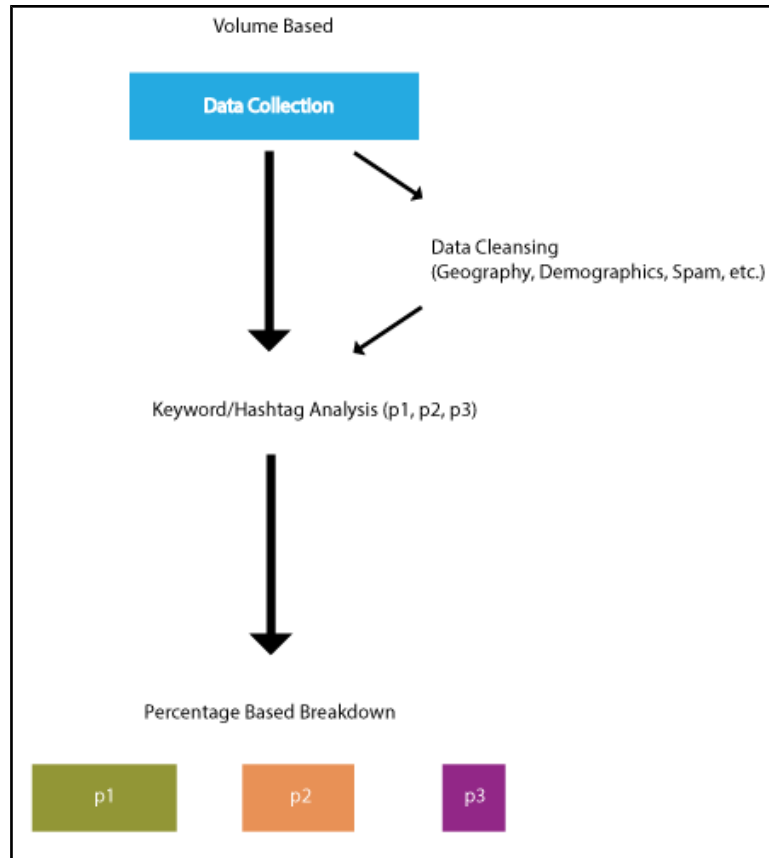 Volume Based
Data Collection
Data Cleansing
(Geography, Demographics, Spam, etc.)
Keyword/Hashtag Analysis (p1, p2, p3)
Percentage Based Breakdown
p1
p2
p3